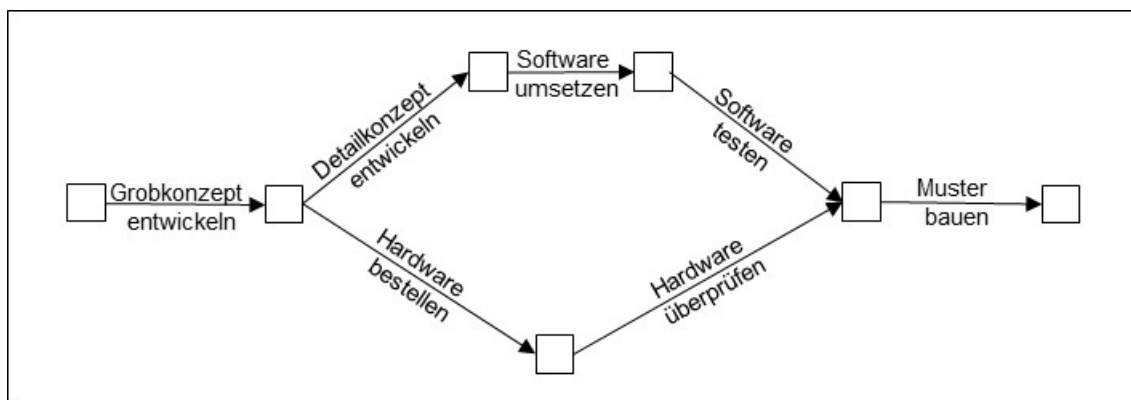 Grobkonzept
entwickeln
Detailkonzept
entwickeln
Software
umsetzen
Software
testen
Hardware
bestellen
Hardware
überprüfen
Muster
bauen